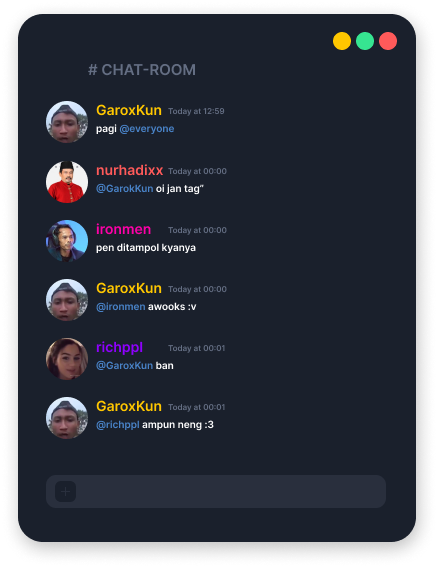 # CHAT-ROOM
GaroxKun Today at 12:59
pagi @everyone
nurhadixx Today at 00:00
@GarokKun oi jan tag”
ironmen Today at 00:00
pen ditampol kyanya
GaroxKun Today at 00:00
@ironmen awooks :v
richppl Today at 00:01
@GaroxKun ban
GaroxKun Today at 00:01
@richppl ampun neng :3